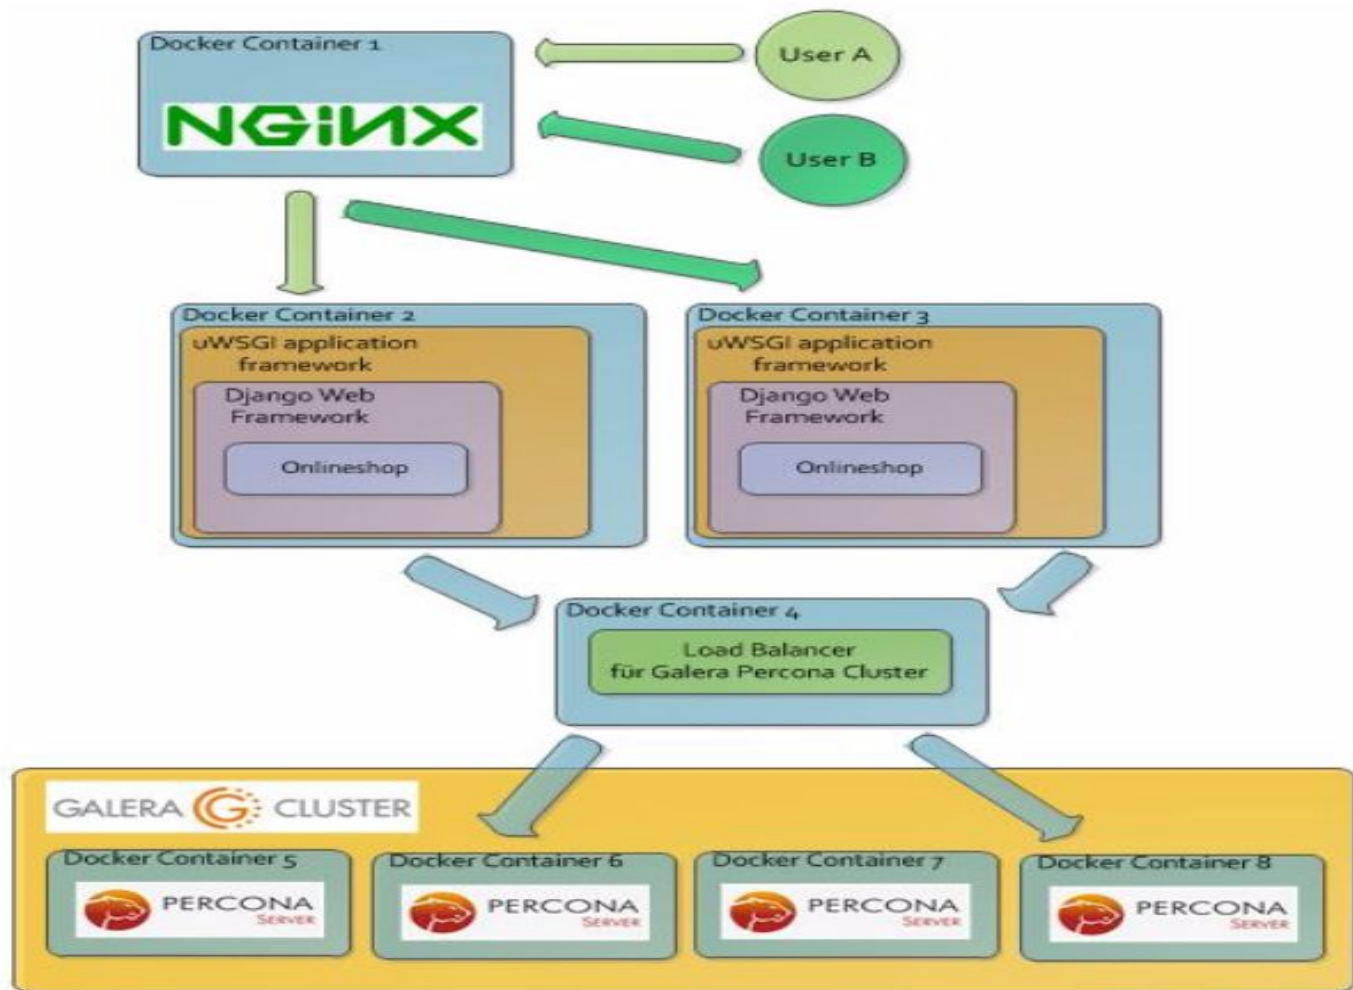 Docker Container 1
NGiNX
User A
User B
Docker Container 2
uWSGI application
framework
Django Web
Framework
Onlineshop
Docker Container 3
uWSGI application
framework
Django Web
Framework
Onlineshop
Docker Container 4
Load Balancer
für Galera Percona Cluster
GALERA CLUSTER
Docker Container 5
PERCONA
SERVER
Docker Container 6
PERCONA
SERVER
Docker Container 7
PERCONA
SERVER
Docker Container 8
PERCONA
SERVER